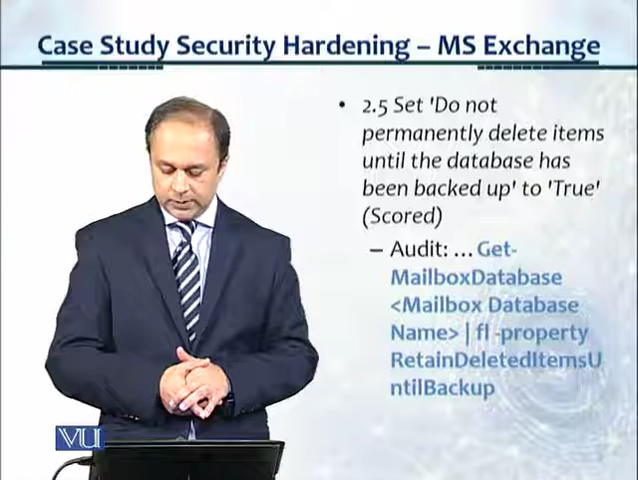 Case Study Security Hardening – MS Exchange
• 2.5 Set 'Do not
permanently delete items
until the database has
been backed up' to 'True'
(Scored)
– Audit: ... Get-
MailboxDatabase
<Mailbox Database
Name> | fl -property
RetainDeletedItemsU
ntilBackup
VU